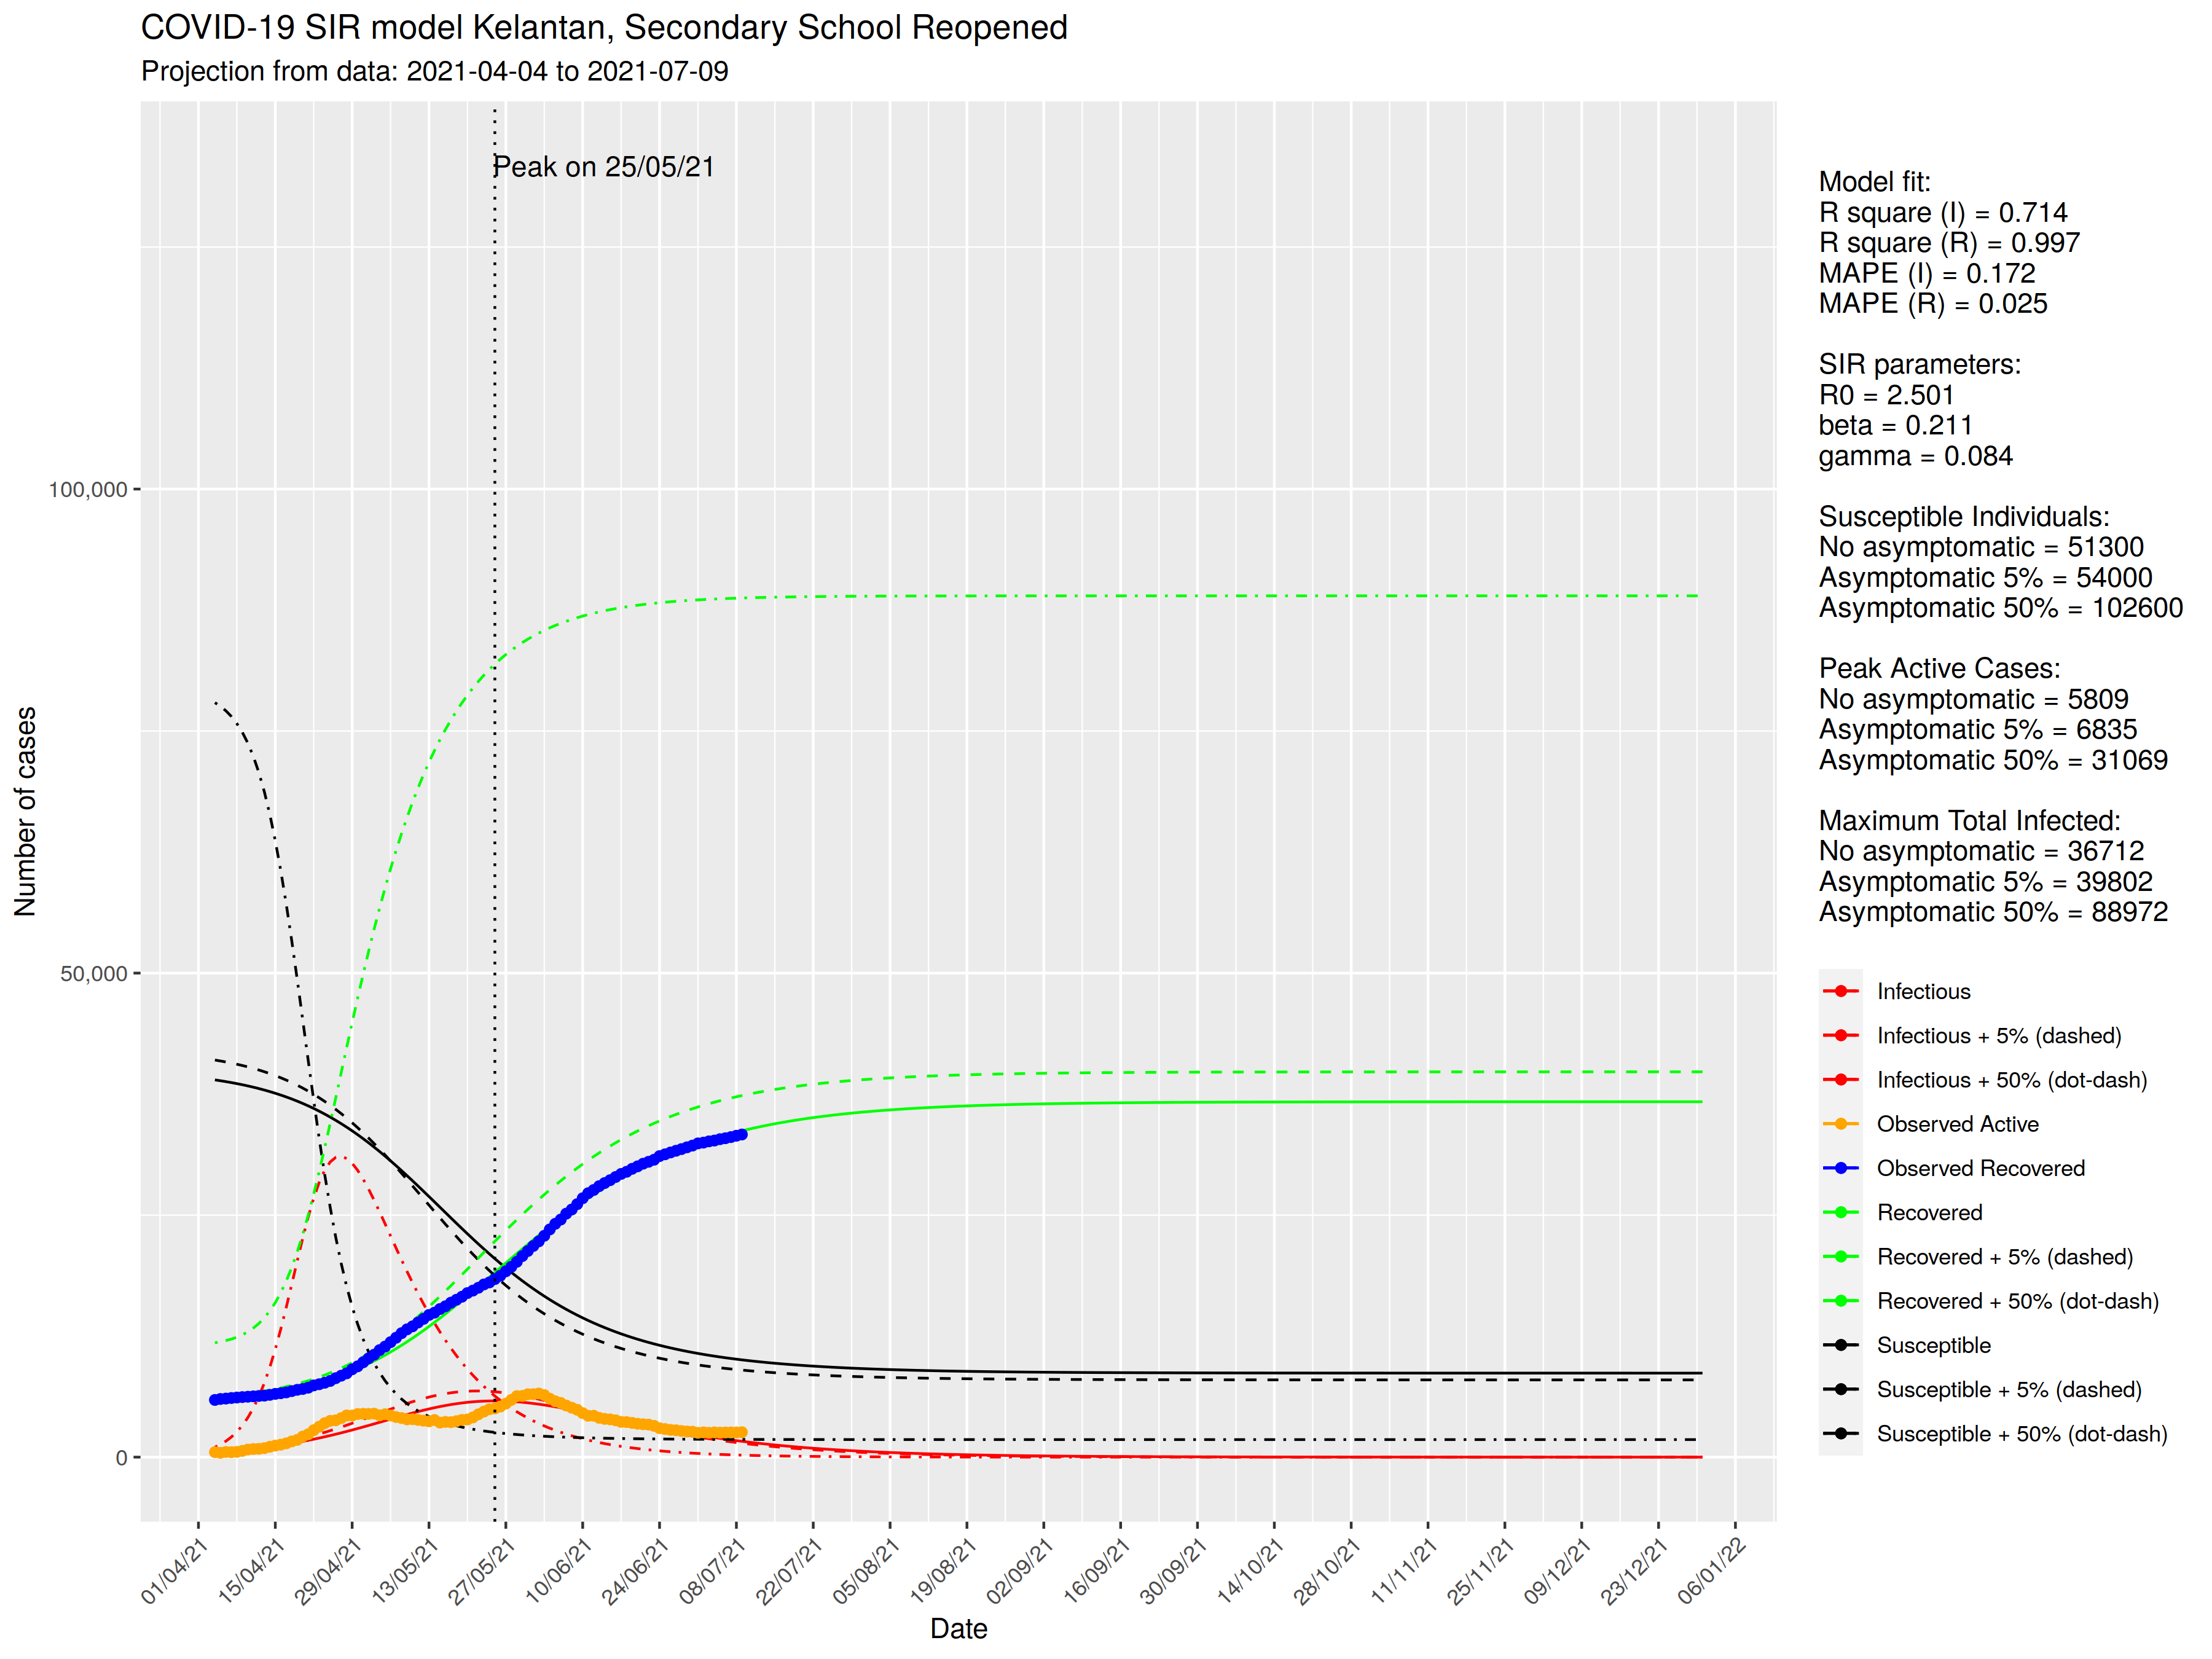 COVID-19 SIR model Kelantan, Secondary School Reopened
Projection from data: 2021-04-04 to 2021-07-09
Peak on 25/05/21
Number of cases
100,000
50,000
0
01/04/21
15/04/21
29/04/21
13/05/21
27/05/21
10/06/21
24/06/21
08/07/21
22/07/21
05/08/21
19/08/21
02/09/21
16/09/21
30/09/21
14/10/21
28/10/21
11/11/21
25/11/21
09/12/21
23/12/21
06/01/22
Date
Model fit:
R square (I) = 0.714
R square (R) = 0.997
MAPE (I) = 0.172
MAPE (R) = 0.025
SIR parameters:
R0 = 2.501
beta = 0.211
gamma = 0.084
Susceptible Individuals:
No asymptomatic = 51300
Asymptomatic 5% = 54000
Asymptomatic 50% = 102600
Peak Active Cases:
No asymptomatic = 5809
Asymptomatic 5% = 6835
Asymptomatic 50% = 31069
Maximum Total Infected:
No asymptomatic = 36712
Asymptomatic 5% = 39802
Asymptomatic 50% = 88972
Infectious
Infectious + 5% (dashed)
Infectious + 50% (dot-dash)
Observed Active
Observed Recovered
Recovered
Recovered + 5% (dashed)
Recovered + 50% (dot-dash)
Susceptible
Susceptible + 5% (dashed)
Susceptible + 50% (dot-dash)